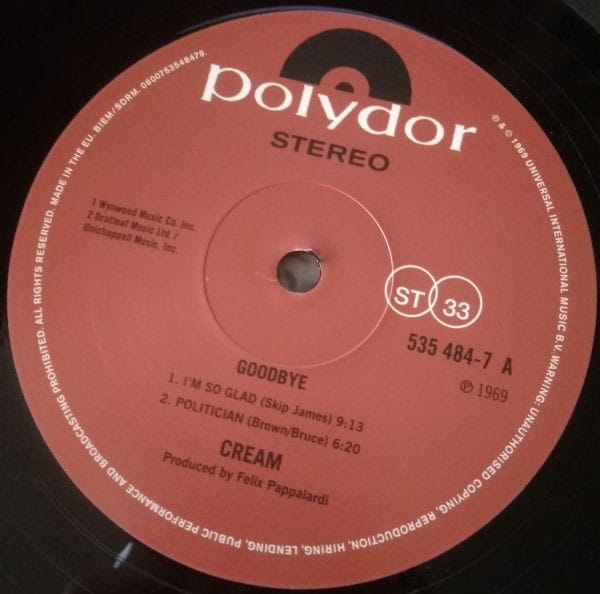 polydor
STEREO
1 Wynwood Music Co. Inc.
2 Dratleaf Music Ltd. /
Unichappell Music, Inc.
ST 33
535 484-7 A
℗ 1969
GOODBYE
1. I'M SO GLAD (Skip James) 9:13
2. POLITICIAN (Brown/Bruce) 6:20
CREAM
Produced by Felix Pappalardi
℗ & © 1969 UNIVERSAL INTERNATIONAL MUSIC B.V. WARNING: UNAUTHORISED COPYING, REPRODUCTION, HIRING, LENDING, PUBLIC PERFORMANCE AND BROADCASTING PROHIBITED. ALL RIGHTS RESERVED. MADE IN THE EU. BIEM/SDRM. 0600753548479.